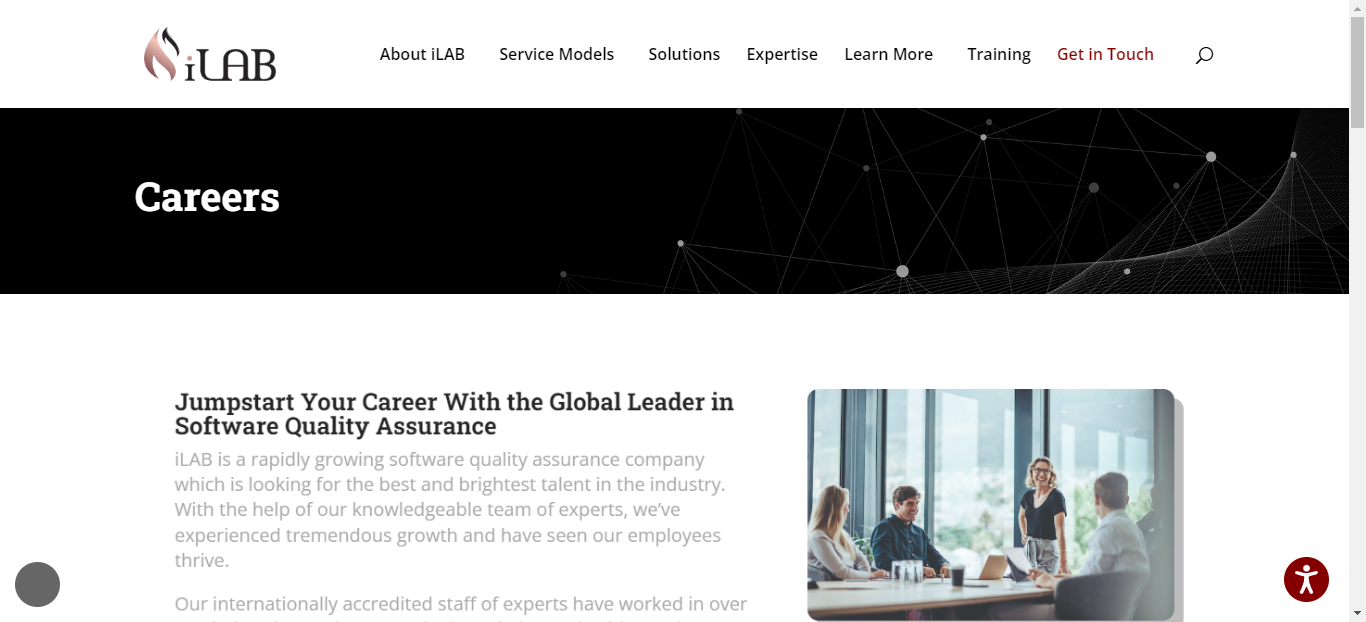 iLAB
About iLAB
Service Models
Solutions
Expertise
Learn More
Training
Get in Touch
Careers
Jumpstart Your Career With the Global Leader in
Software Quality Assurance
iLAB is a rapidly growing software quality assurance company
which is looking for the best and brightest talent in the industry.
With the help of our knowledgeable team of experts, we’ve
experienced tremendous growth and have seen our employees
thrive.
Our internationally accredited staff of experts have worked in over